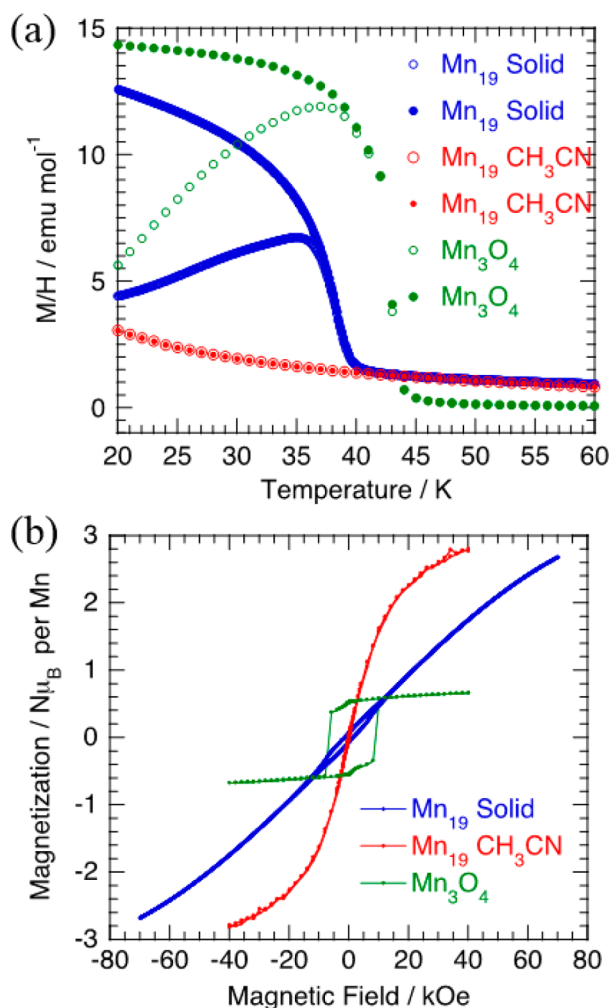 (a)
15
10
5
0
M/H / emu mol⁻¹
Mn₁₉ Solid
Mn₁₉ Solid
Mn₁₉ CH₃CN
Mn₁₉ CH₃CN
Mn₃O₄
Mn₃O₄
20 25 30 35 40 45 50 55 60
Temperature / K
(b)
3
2
1
0
-1
-2
-3
Magnetization / Nμ_B per Mn
Mn₁₉ Solid
Mn₁₉ CH₃CN
Mn₃O₄
-80 -60 -40 -20 0 20 40 60 80
Magnetic Field / kOe